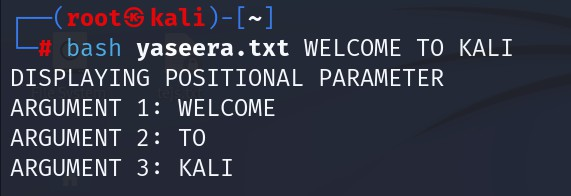 ┌──(root㉿kali)-[~]
└─# bash yaseera.txt WELCOME TO KALI
DISPLAYING POSITIONAL PARAMETER
ARGUMENT 1: WELCOME
ARGUMENT 2: TO
ARGUMENT 3: KALI